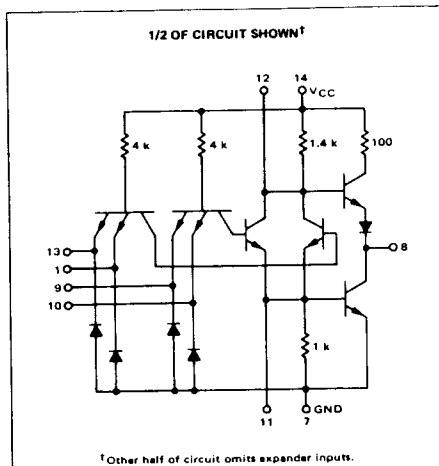 1/2 OF CIRCUIT SHOWN†
12 14
VCC
4 k 4 k 1.4 k 100
13
1
8
9
10
1 k
11 7 GND
†Other half of circuit omits expander inputs.